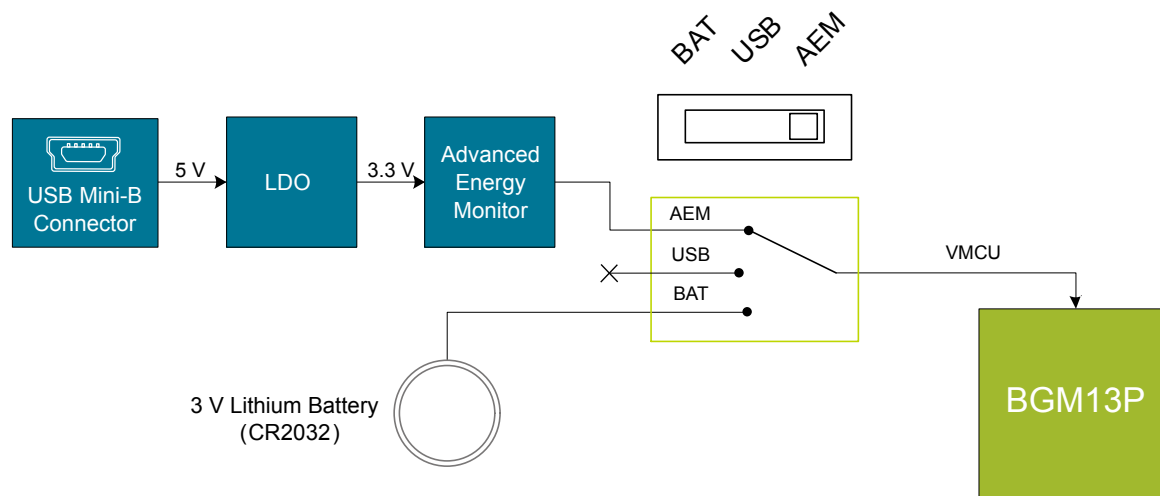 BAT
USB
AEM
USB Mini-B
Connector
5 V
LDO
3.3 V
Advanced
Energy
Monitor
AEM
USB
BAT
VMCU
BGM13P
3 V Lithium Battery
(CR2032)